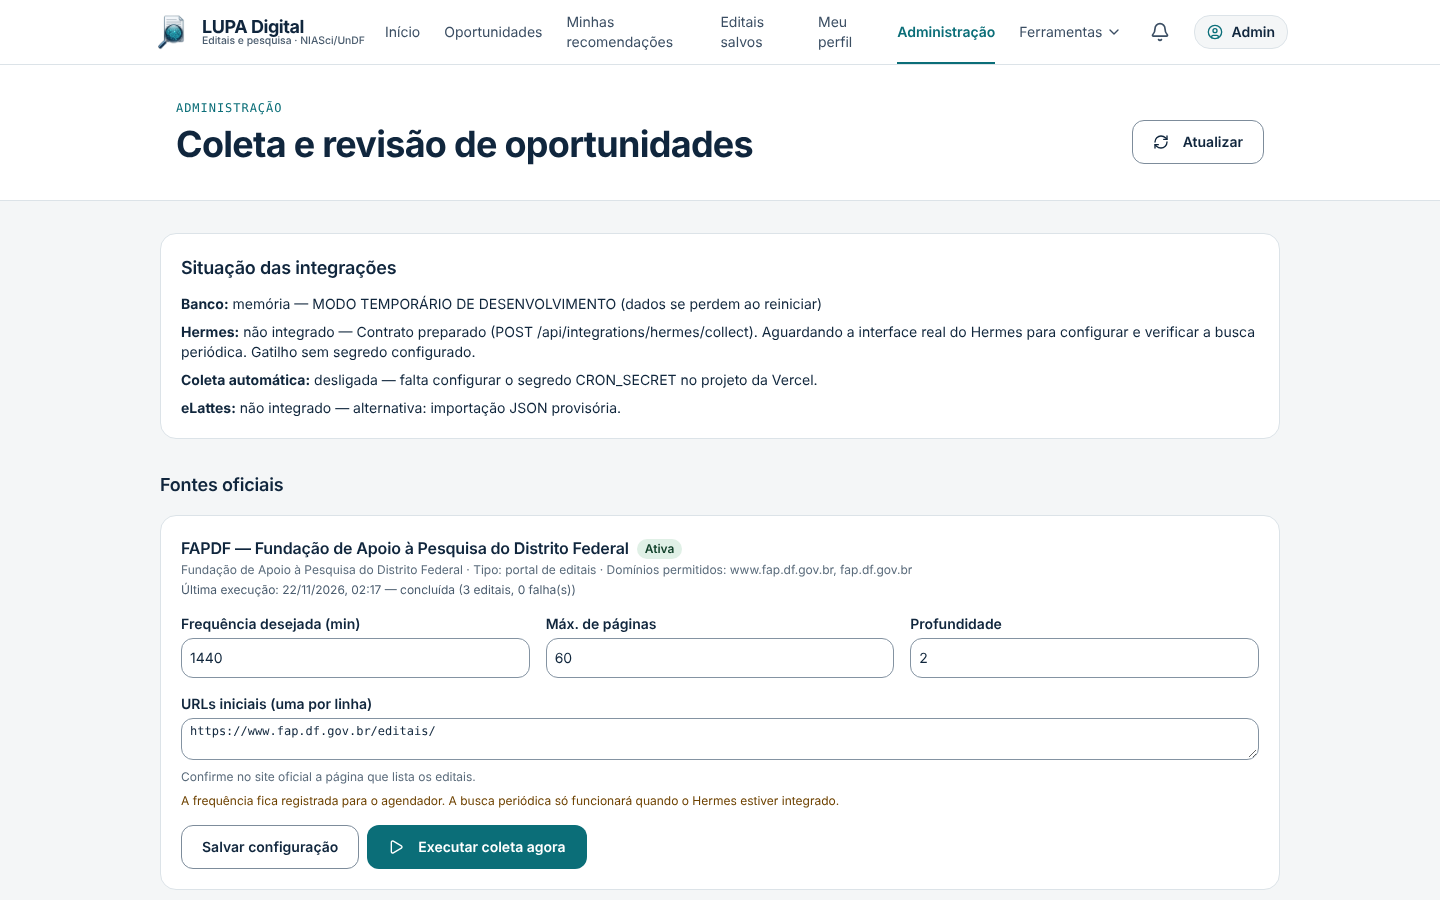 LUPA Digital
Editais e pesquisa · NIASci/UnDF
Início
Oportunidades
Minhas
recomendações
Editais
salvos
Meu
perfil
Administração
Ferramentas
Admin
ADMINISTRAÇÃO
Coleta e revisão de oportunidades
Atualizar
Situação das integrações
Banco: memória — MODO TEMPORÁRIO DE DESENVOLVIMENTO (dados se perdem ao reiniciar)
Hermes: não integrado — Contrato preparado (POST /api/integrations/hermes/collect). Aguardando a interface real do Hermes para configurar e verificar a busca
periódica. Gatilho sem segredo configurado.
Coleta automática: desligada — falta configurar o segredo CRON_SECRET no projeto da Vercel.
eLattes: não integrado — alternativa: importação JSON provisória.
Fontes oficiais
FAPDF — Fundação de Apoio à Pesquisa do Distrito Federal Ativa
Fundação de Apoio à Pesquisa do Distrito Federal · Tipo: portal de editais · Domínios permitidos: www.fap.df.gov.br, fap.df.gov.br
Última execução: 22/11/2026, 02:17 — concluída (3 editais, 0 falha(s))
Frequência desejada (min)
1440
Máx. de páginas
60
Profundidade
2
URLs iniciais (uma por linha)
https://www.fap.df.gov.br/editais/
Confirme no site oficial a página que lista os editais.
A frequência fica registrada para o agendador. A busca periódica só funcionará quando o Hermes estiver integrado.
Salvar configuração
Executar coleta agora